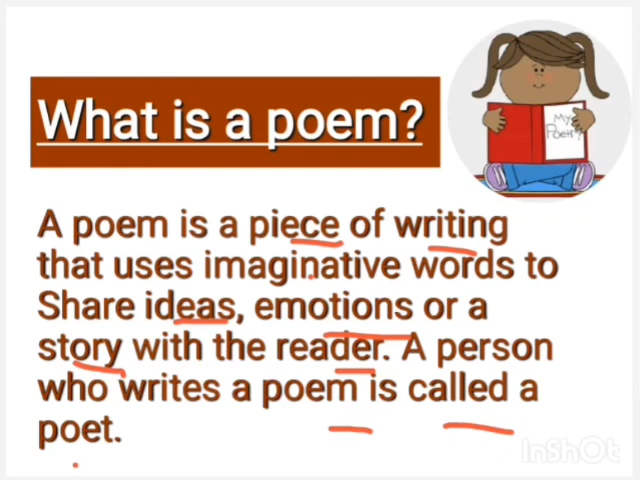 What is a poem?
My
Poetry
A poem is a piece of writing
that uses imaginative words to
Share ideas, emotions or a
story with the reader. A person
who writes a poem is called a
poet.
InShOt